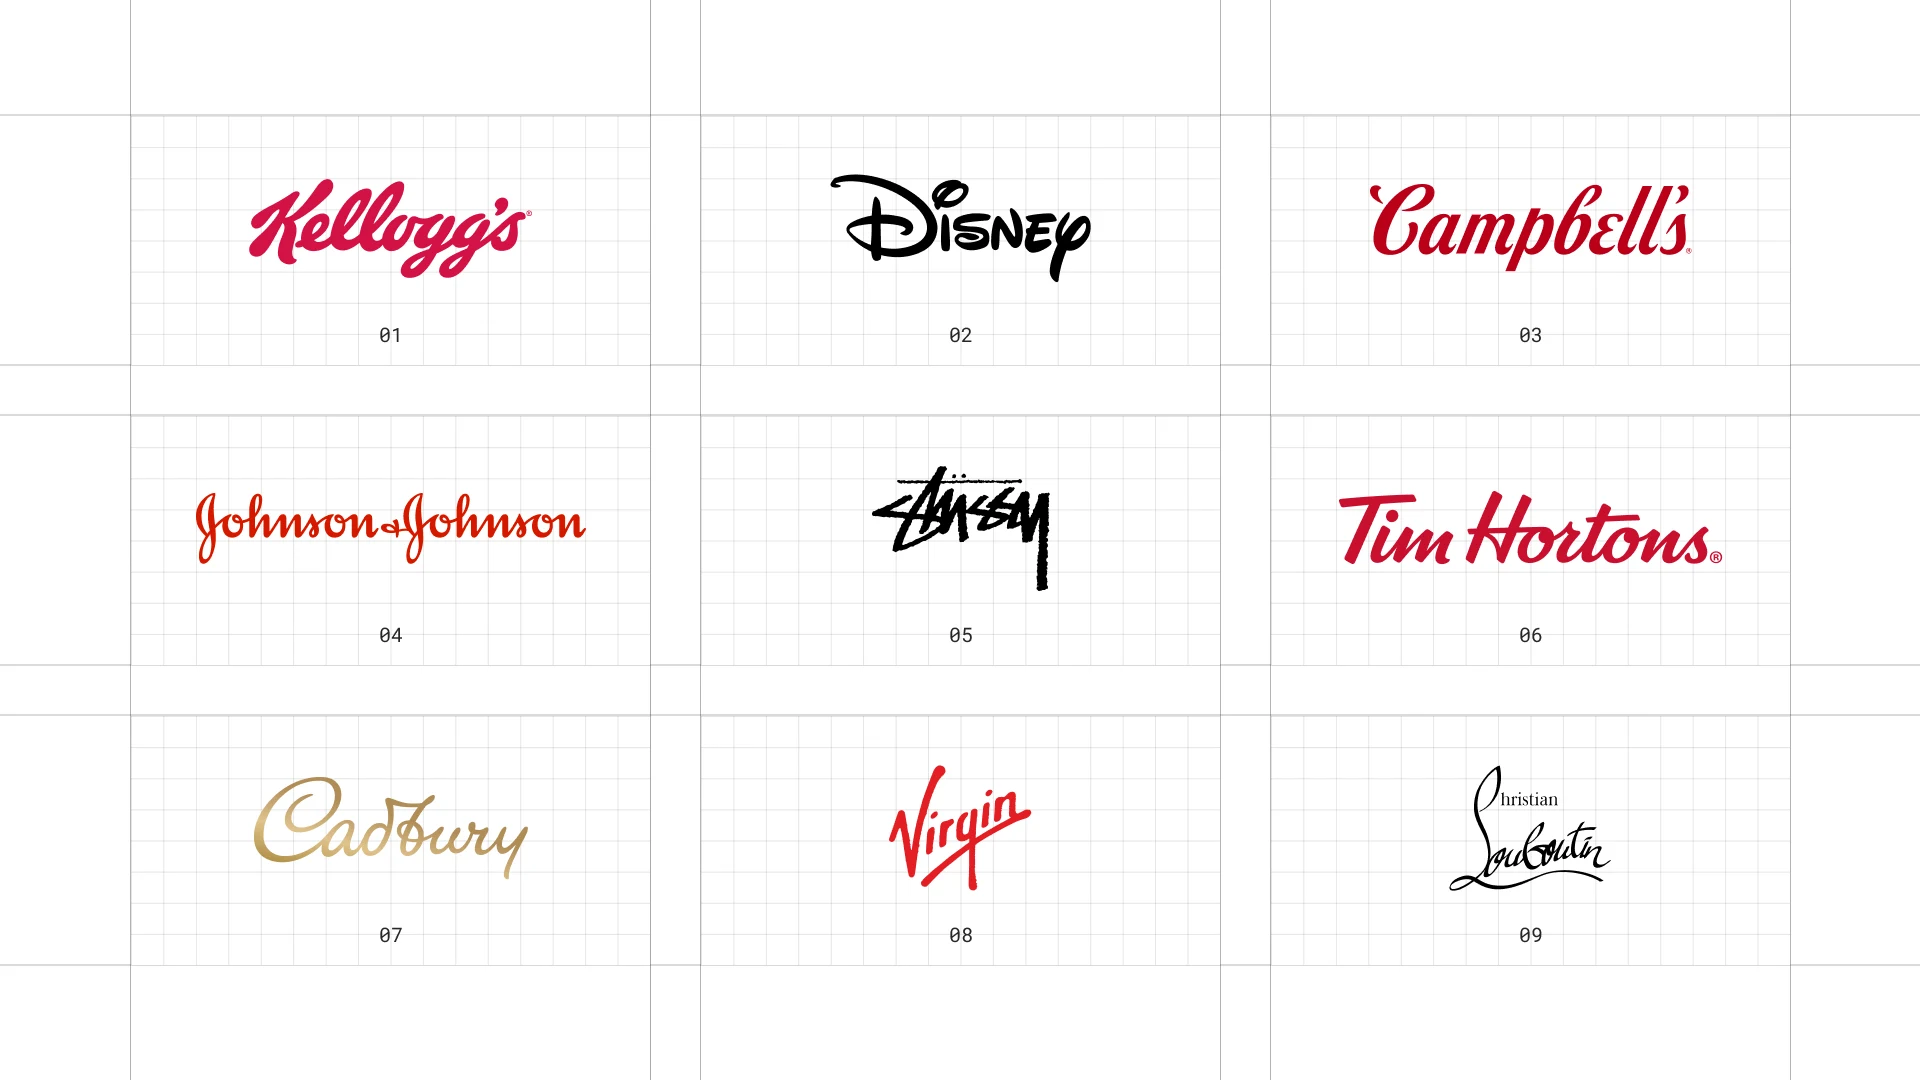 Kellogg's®
01
Disney
02
Campbell's®
03
Johnson&Johnson
04
Stüssy
05
Tim Hortons®
06
Cadbury
07
Virgin
08
Christian
Louboutin
09